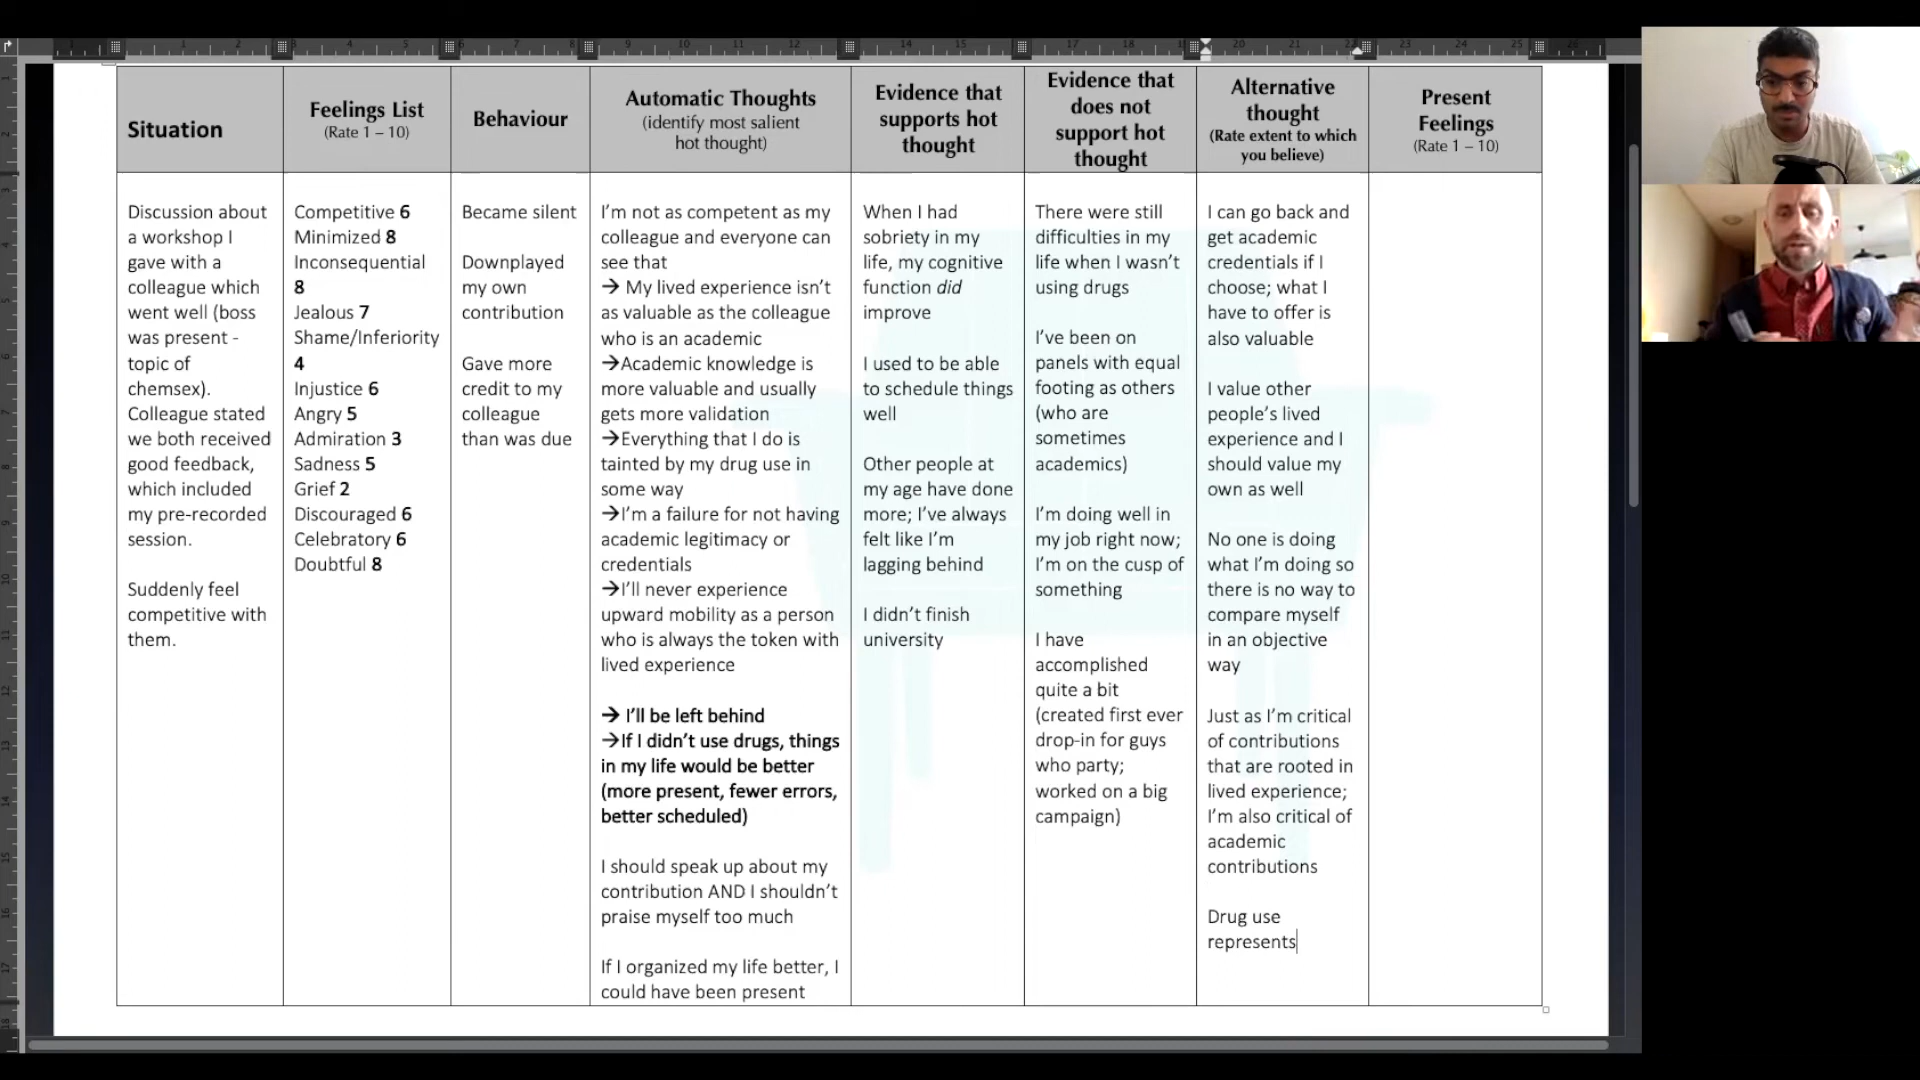 Situation
Feelings List
(Rate 1 – 10)
Behaviour
Automatic Thoughts
(identify most salient
hot thought)
Evidence that
supports hot
thought
Evidence that
does not
support hot
thought
Alternative
thought
(Rate extent to which
you believe)
Present
Feelings
(Rate 1 – 10)
Discussion about
a workshop I
gave with a
colleague which
went well (boss
was present -
topic of
chemsex).
Colleague stated
we both received
good feedback,
which included
my pre-recorded
session.
Suddenly feel
competitive with
them.
Competitive 6
Minimized 8
Inconsequential
8
Jealous 7
Shame/Inferiority
4
Injustice 6
Angry 5
Admiration 3
Sadness 5
Grief 2
Discouraged 6
Celebratory 6
Doubtful 8
Became silent
Downplayed
my own
contribution
Gave more
credit to my
colleague
than was due
I'm not as competent as my
colleague and everyone can
see that
→ My lived experience isn't
as valuable as the colleague
who is an academic
→Academic knowledge is
more valuable and usually
gets more validation
→Everything that I do is
tainted by my drug use in
some way
→I'm a failure for not having
academic legitimacy or
credentials
→I'll never experience
upward mobility as a person
who is always the token with
lived experience
→ I'll be left behind
→If I didn't use drugs, things
in my life would be better
(more present, fewer errors,
better scheduled)
I should speak up about my
contribution AND I shouldn't
praise myself too much
If I organized my life better, I
could have been present
When I had
sobriety in my
life, my cognitive
function did
improve
I used to be able
to schedule things
well
Other people at
my age have done
more; I've always
felt like I'm
lagging behind
I didn't finish
university
There were still
difficulties in my
life when I wasn't
using drugs
I've been on
panels with equal
footing as others
(who are
sometimes
academics)
I'm doing well in
my job right now;
I'm on the cusp of
something
I have
accomplished
quite a bit
(created first ever
drop-in for guys
who party;
worked on a big
campaign)
I can go back and
get academic
credentials if I
choose; what I
have to offer is
also valuable
I value other
people's lived
experience and I
should value my
own as well
No one is doing
what I'm doing so
there is no way to
compare myself
in an objective
way
Just as I'm critical
of contributions
that are rooted in
lived experience;
I'm also critical of
academic
contributions
Drug use
represents